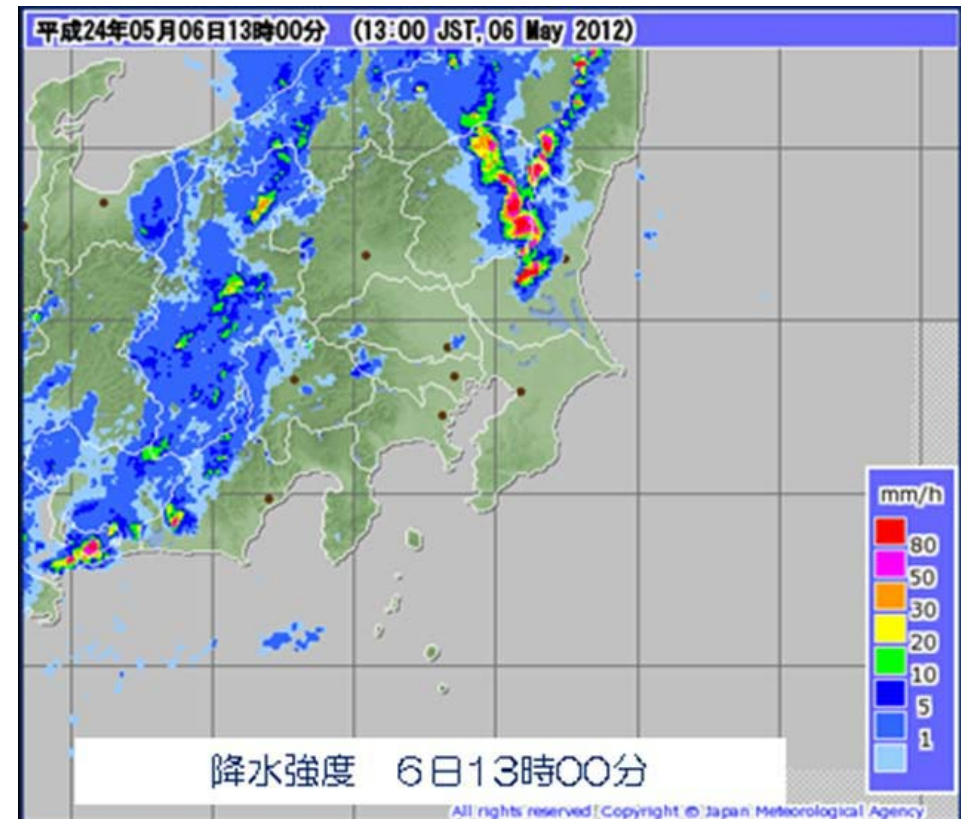 平成24年05月06日13時00分 (13:00 JST, 06 May 2012)
mm/h
80
50
30
20
10
5
1
降水強度 6日13時00分
All rights reserved. Copyright © Japan Meteorological Agency